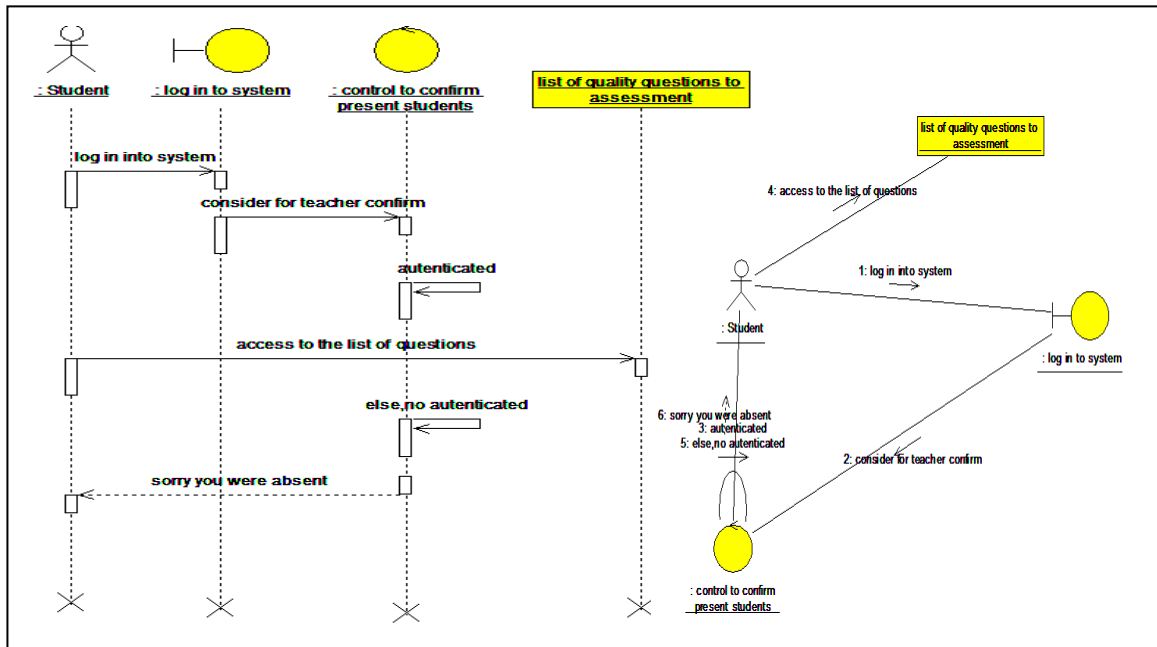 : Student
: log in to system
: control to confirm
present students
list of quality questions to
assessment
log in into system
consider for teacher confirm
autenticated
access to the list of questions
else,no autenticated
sorry you were absent
list of quality questions to
assessment
4: access to the list of questions
1: log in into system
: Student
: log in to system
6: sorry you were absent
3: autenticated
5: else,no autenticated
2: consider for teacher confirm
: control to confirm
present students